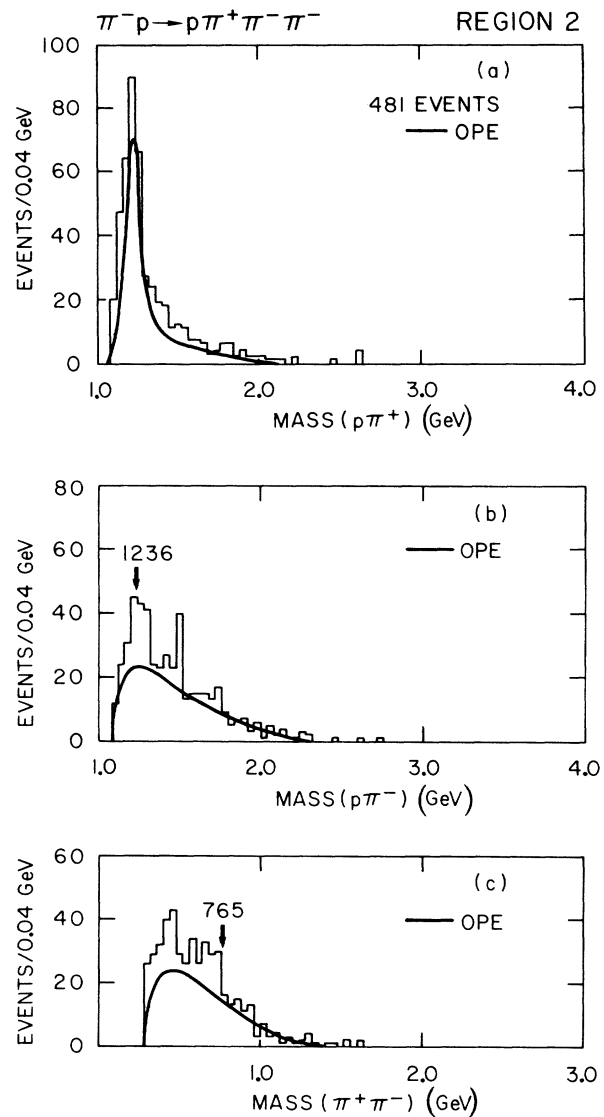 π⁻p → pπ⁺π⁻π⁻ REGION 2
(a)
481 EVENTS
OPE
EVENTS/0.04 GeV
100
80
60
40
20
0
1.0 2.0 3.0 4.0
MASS (pπ⁺) (GeV)
(b)
OPE
1236
EVENTS/0.04 GeV
80
60
40
20
0
1.0 2.0 3.0 4.0
MASS (pπ⁻) (GeV)
(c)
OPE
765
EVENTS/0.04 GeV
60
40
20
0
1.0 2.0 3.0
MASS (π⁺π⁻) (GeV)